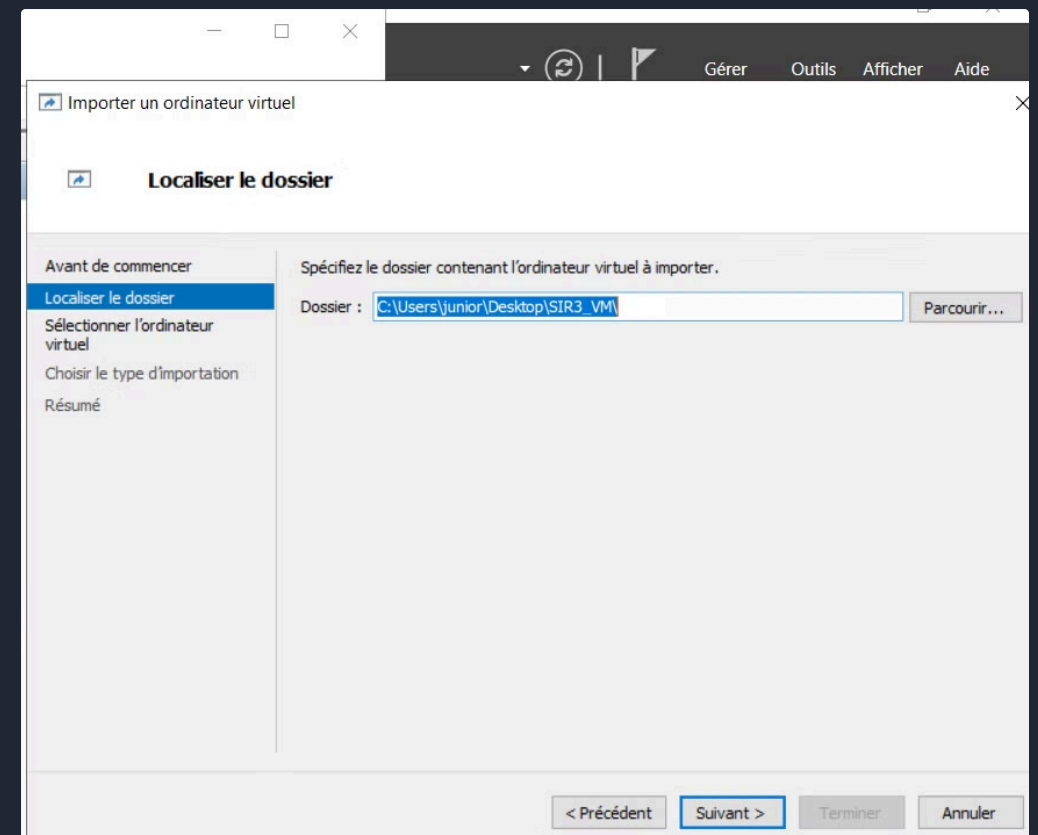 Gérer Outils Afficher Aide
Importer un ordinateur virtuel
Localiser le dossier
Avant de commencer
Localiser le dossier
Sélectionner l'ordinateur
virtuel
Choisir le type d'importation
Résumé
Spécifiez le dossier contenant l'ordinateur virtuel à importer.
Dossier : C:\Users\junior\Desktop\SIR3_VM\ Parcourir...
< Précédent Suivant > Terminer Annuler